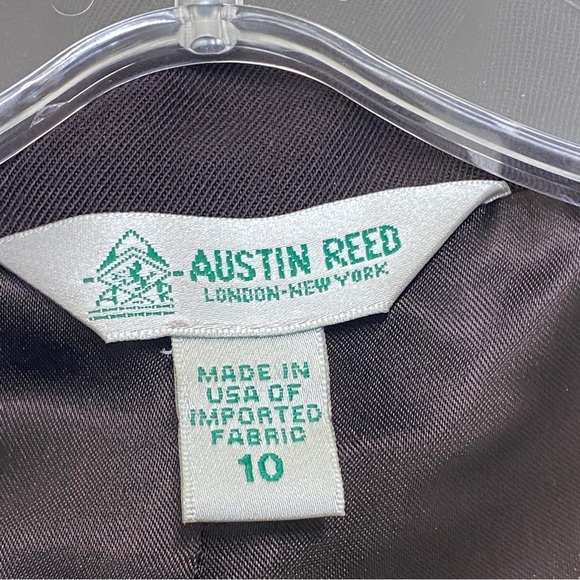 AUSTIN REED
LONDON-NEW YORK
MADE IN
USA OF
IMPORTED
FABRIC
10